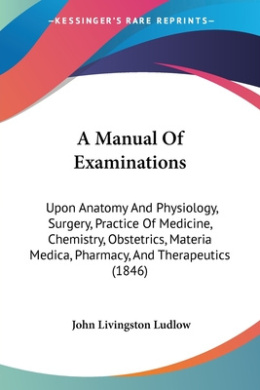 KESSINGER'S RARE REPRINTS
A Manual Of
Examinations
Upon Anatomy And Physiology,
Surgery, Practice Of Medicine,
Chemistry, Obstetrics, Materia
Medica, Pharmacy, And Therapeutics
(1846)
John Livingston Ludlow